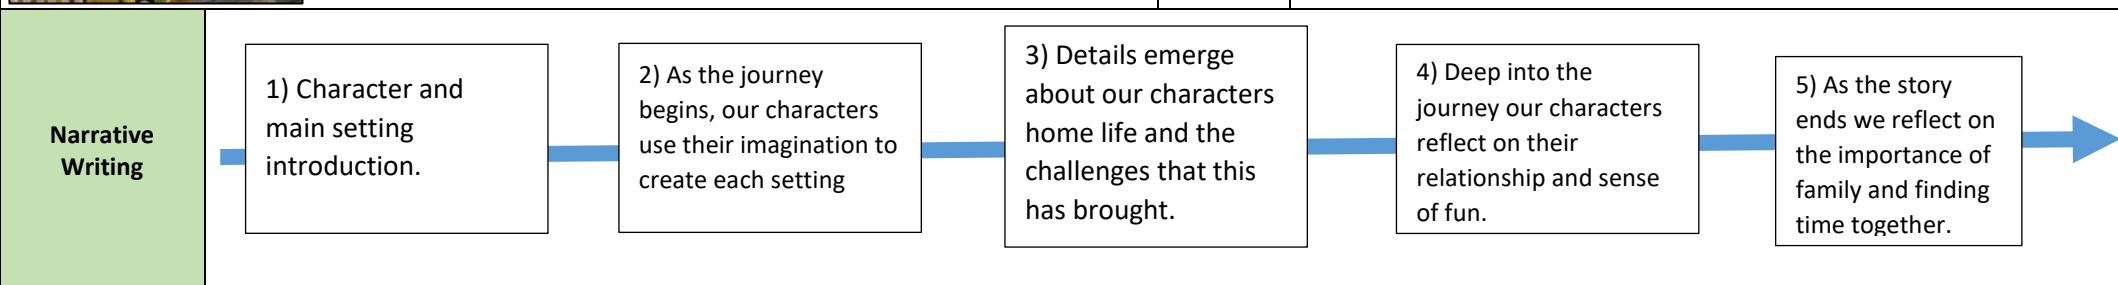 Narrative
Writing
1) Character and
main setting
introduction.
2) As the journey
begins, our characters
use their imagination to
create each setting
3) Details emerge
about our characters
home life and the
challenges that this
has brought.
4) Deep into the
journey our characters
reflect on their
relationship and sense
of fun.
5) As the story
ends we reflect on
the importance of
family and finding
time together.